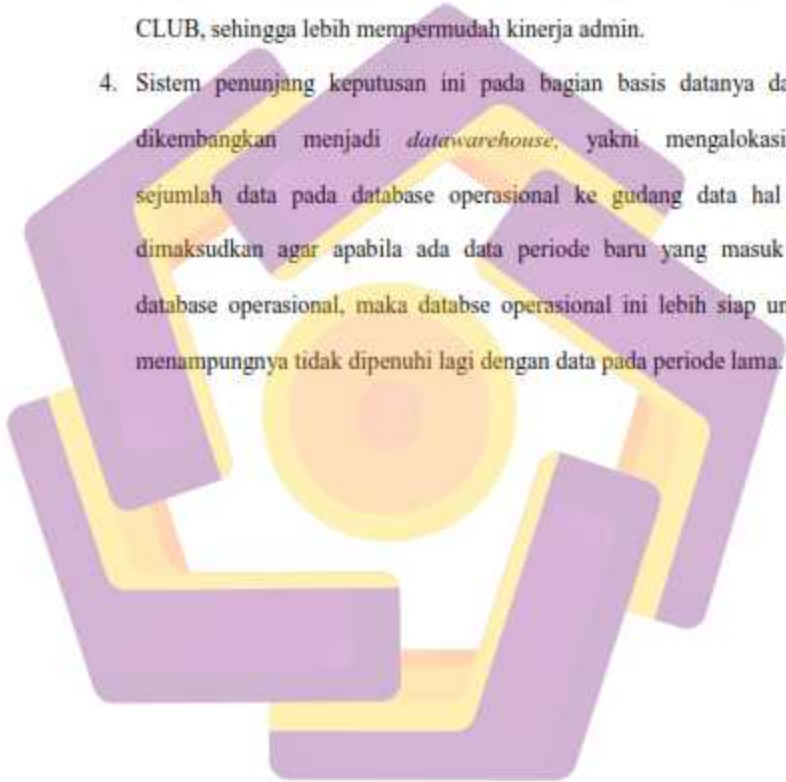 CLUB, sehingga lebih mempermudah kinerja admin.
4. Sistem penunjang keputusan ini pada bagian basis datanya da
dikembangkan menjadi datawarehouse, yakni mengalokasi
sejumlah data pada database operasional ke gudang data hal
dimaksudkan agar apabila ada data periode baru yang masuk
database operasional, maka databse operasional ini lebih siap un
menampungnya tidak dipenuhi lagi dengan data pada periode lama.